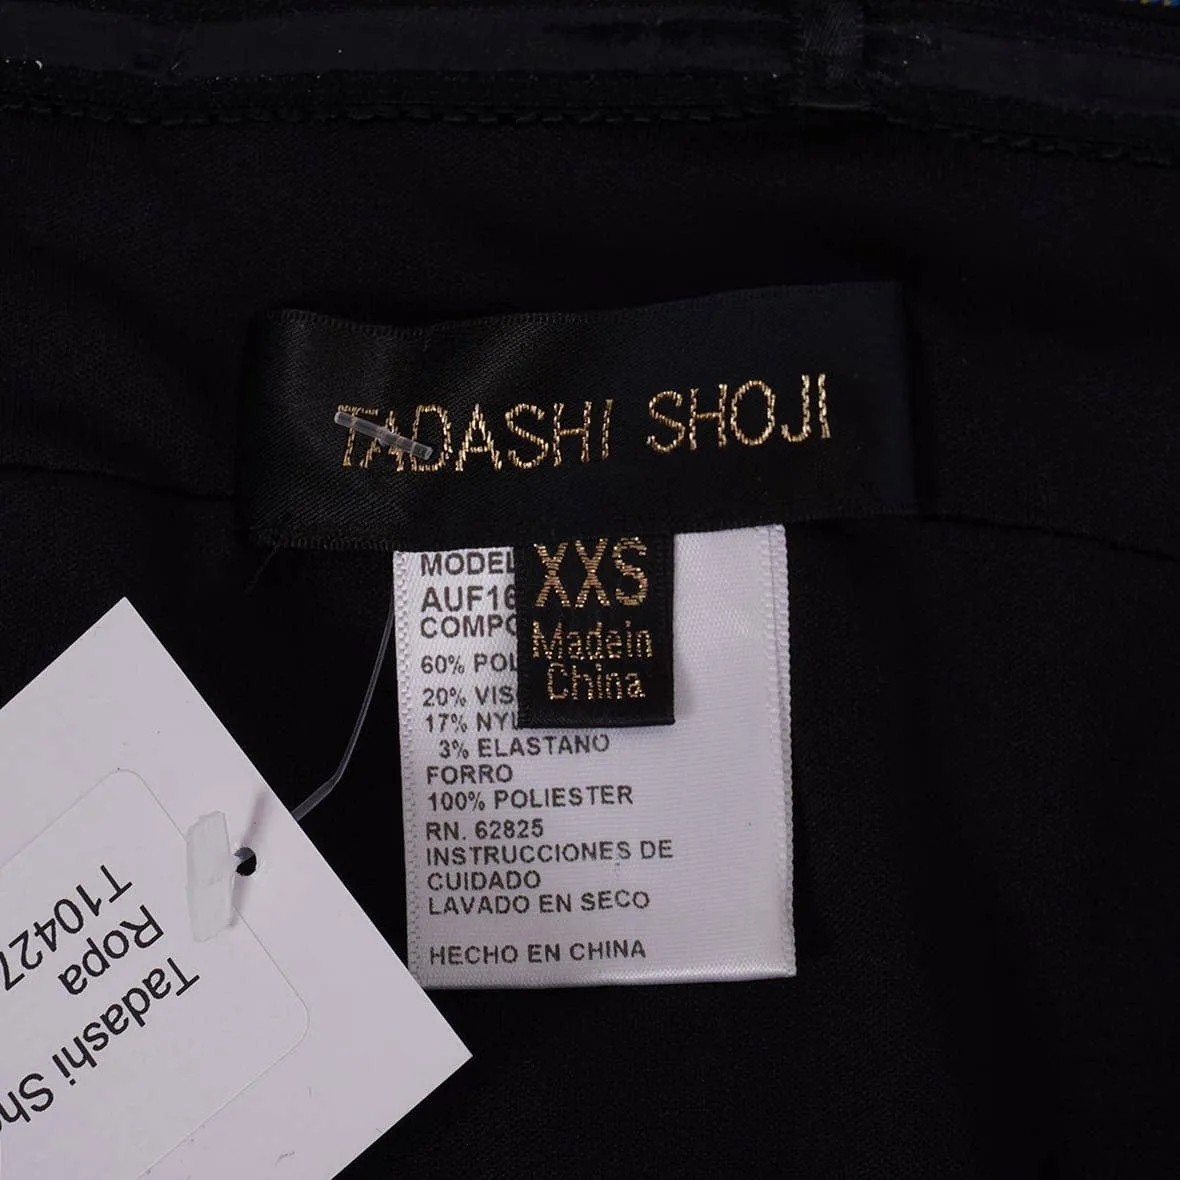 TADASHI SHOJI
XXS
Made in
China
MODEL
AUF16
COMPO
60% POL
20% VIS
17% NYL
3% ELASTANO
FORRO
100% POLIESTER
RN. 62825
INSTRUCCIONES DE
CUIDADO
LAVADO EN SECO
HECHO EN CHINA
Tadashi Sho
Ropa
T10427